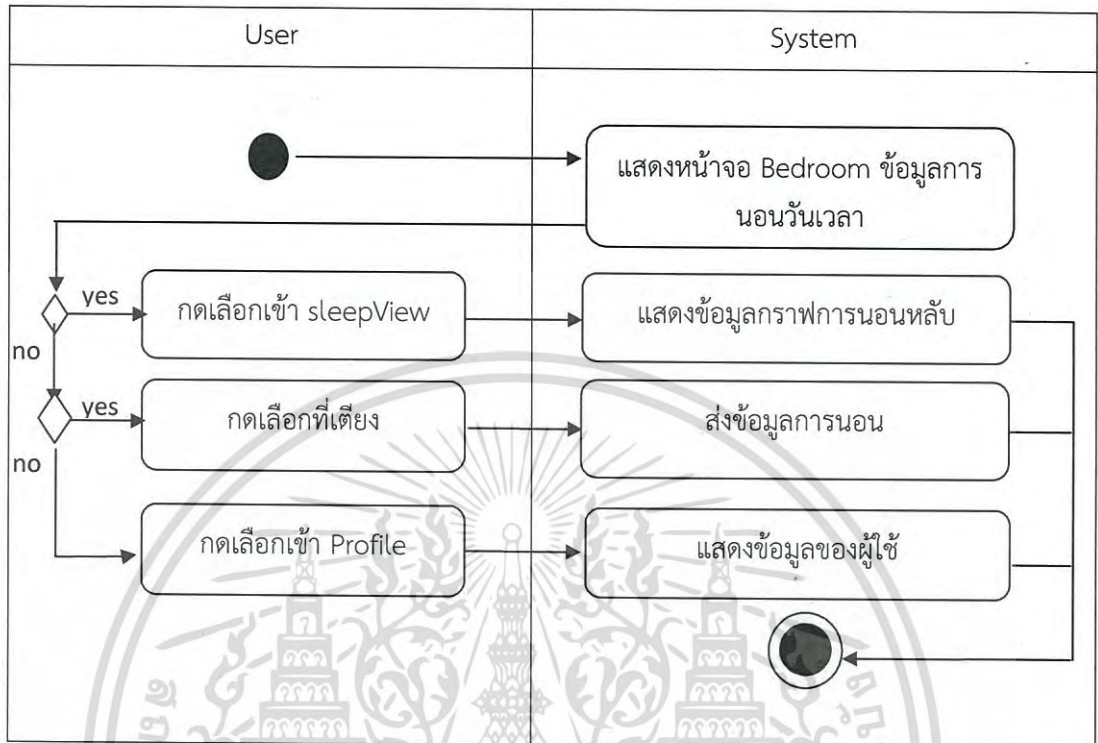 User
System
แสดงหน้าจอ Bedroom ข้อมูลการ
นอนวันเวลา
yes
กดเลือกเข้า sleepView
แสดงข้อมูลกราฟการนอนหลับ
no
yes
กดเลือกที่เตียง
ส่งข้อมูลการนอน
no
กดเลือกเข้า Profile
แสดงข้อมูลของผู้ใช้